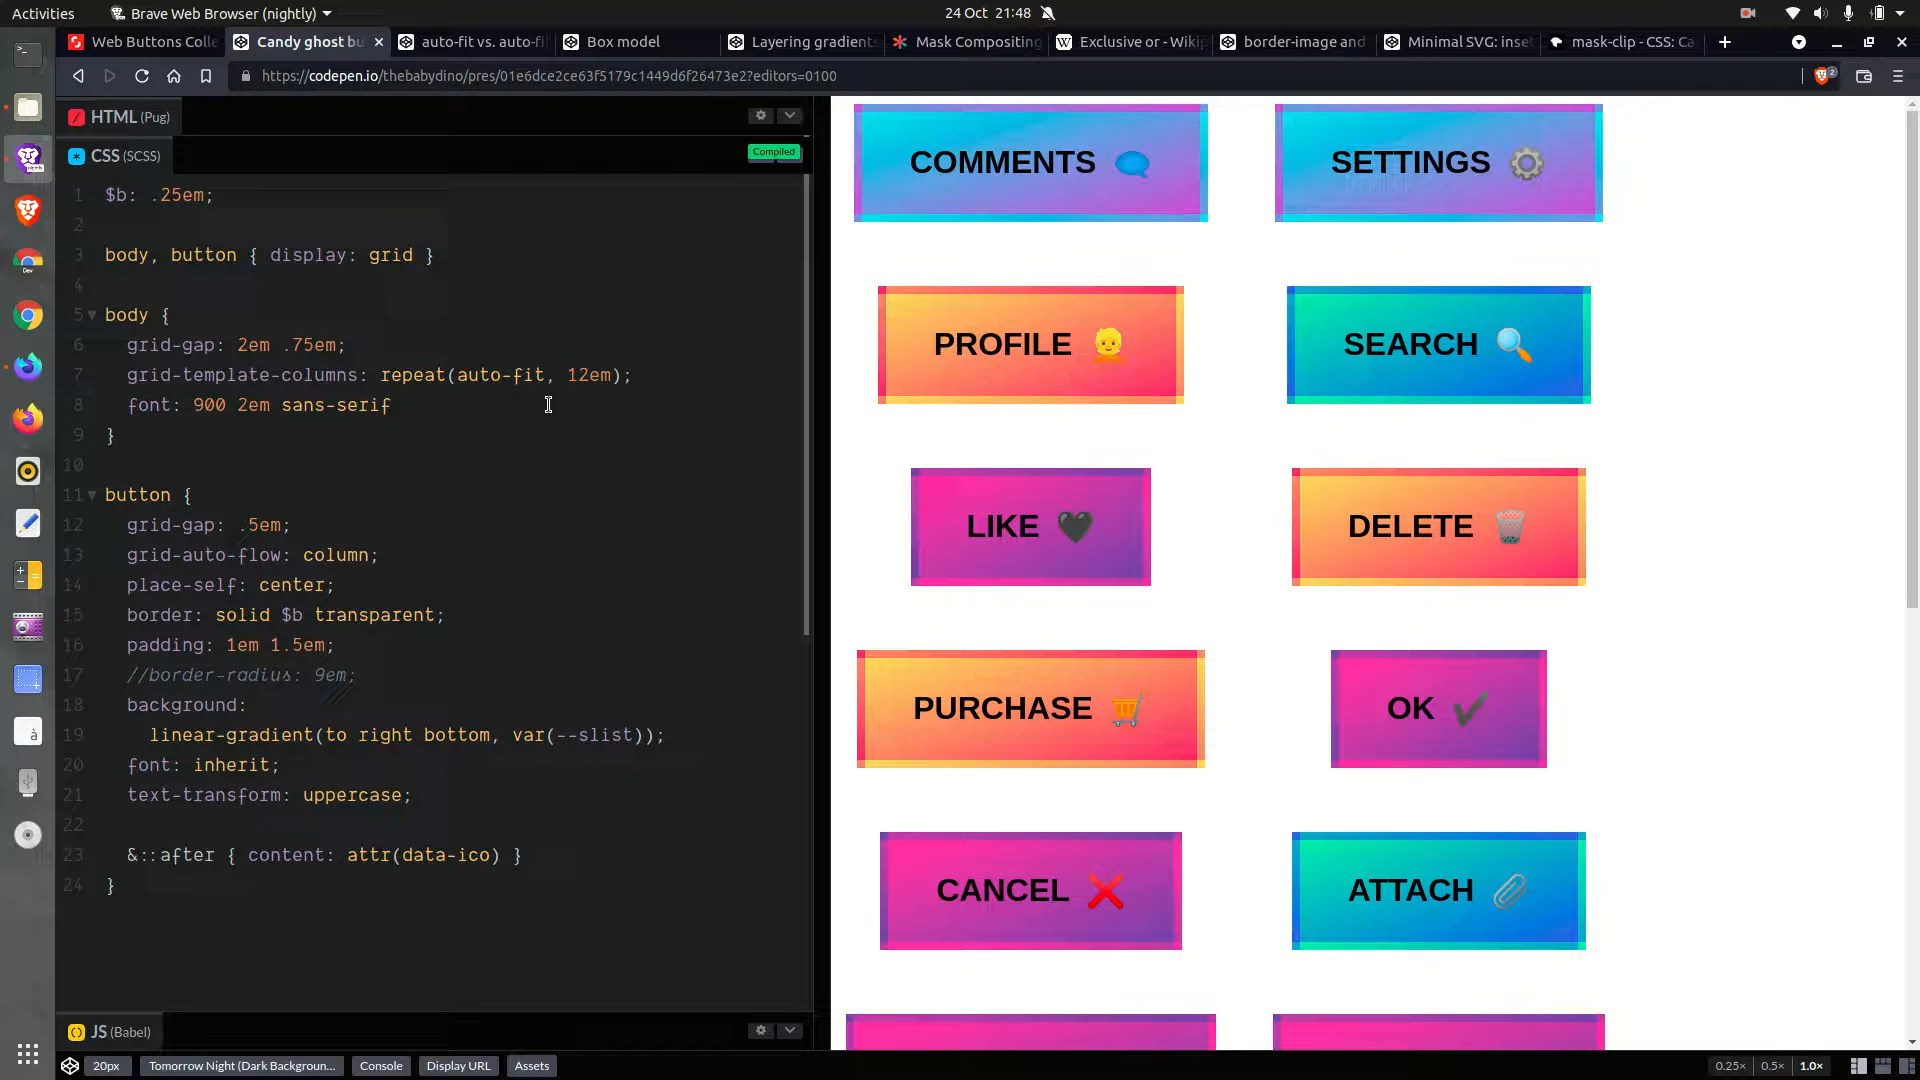 Activities
Brave Web Browser (nightly)
24 Oct 21:48
Web Buttons Colle
Candy ghost bu
auto-fit vs. auto-fil
Box model
Layering gradients
Mask Compositing
Exclusive or - Wikip
border-image and
Minimal SVG: inset
mask-clip - CSS: Ca
https://codepen.io/thebabydino/pres/01e6dce2ce63f5179c1449d6f26473e2?editors=0100
2
HTML (Pug)
CSS (SCSS)
Compiled
1 $b: .25em;
2
3 body, button { display: grid }
4
5 body {
6 grid-gap: 2em .75em;
7 grid-template-columns: repeat(auto-fit, 12em);
8 font: 900 2em sans-serif
9 }
10
11 button {
12 grid-gap: .5em;
13 grid-auto-flow: column;
14 place-self: center;
15 border: solid $b transparent;
16 padding: 1em 1.5em;
17 //border-radius: 9em;
18 background:
19 linear-gradient(to right bottom, var(--slist));
20 font: inherit;
21 text-transform: uppercase;
22
23 &::after { content: attr(data-ico) }
24 }
JS (Babel)
COMMENTS
SETTINGS
PROFILE
SEARCH
LIKE
DELETE
PURCHASE
OK
CANCEL
ATTACH
Dev
à
20px
Tomorrow Night (Dark Backgroun...
Console
Display URL
Assets
0.25×
0.5×
1.0×